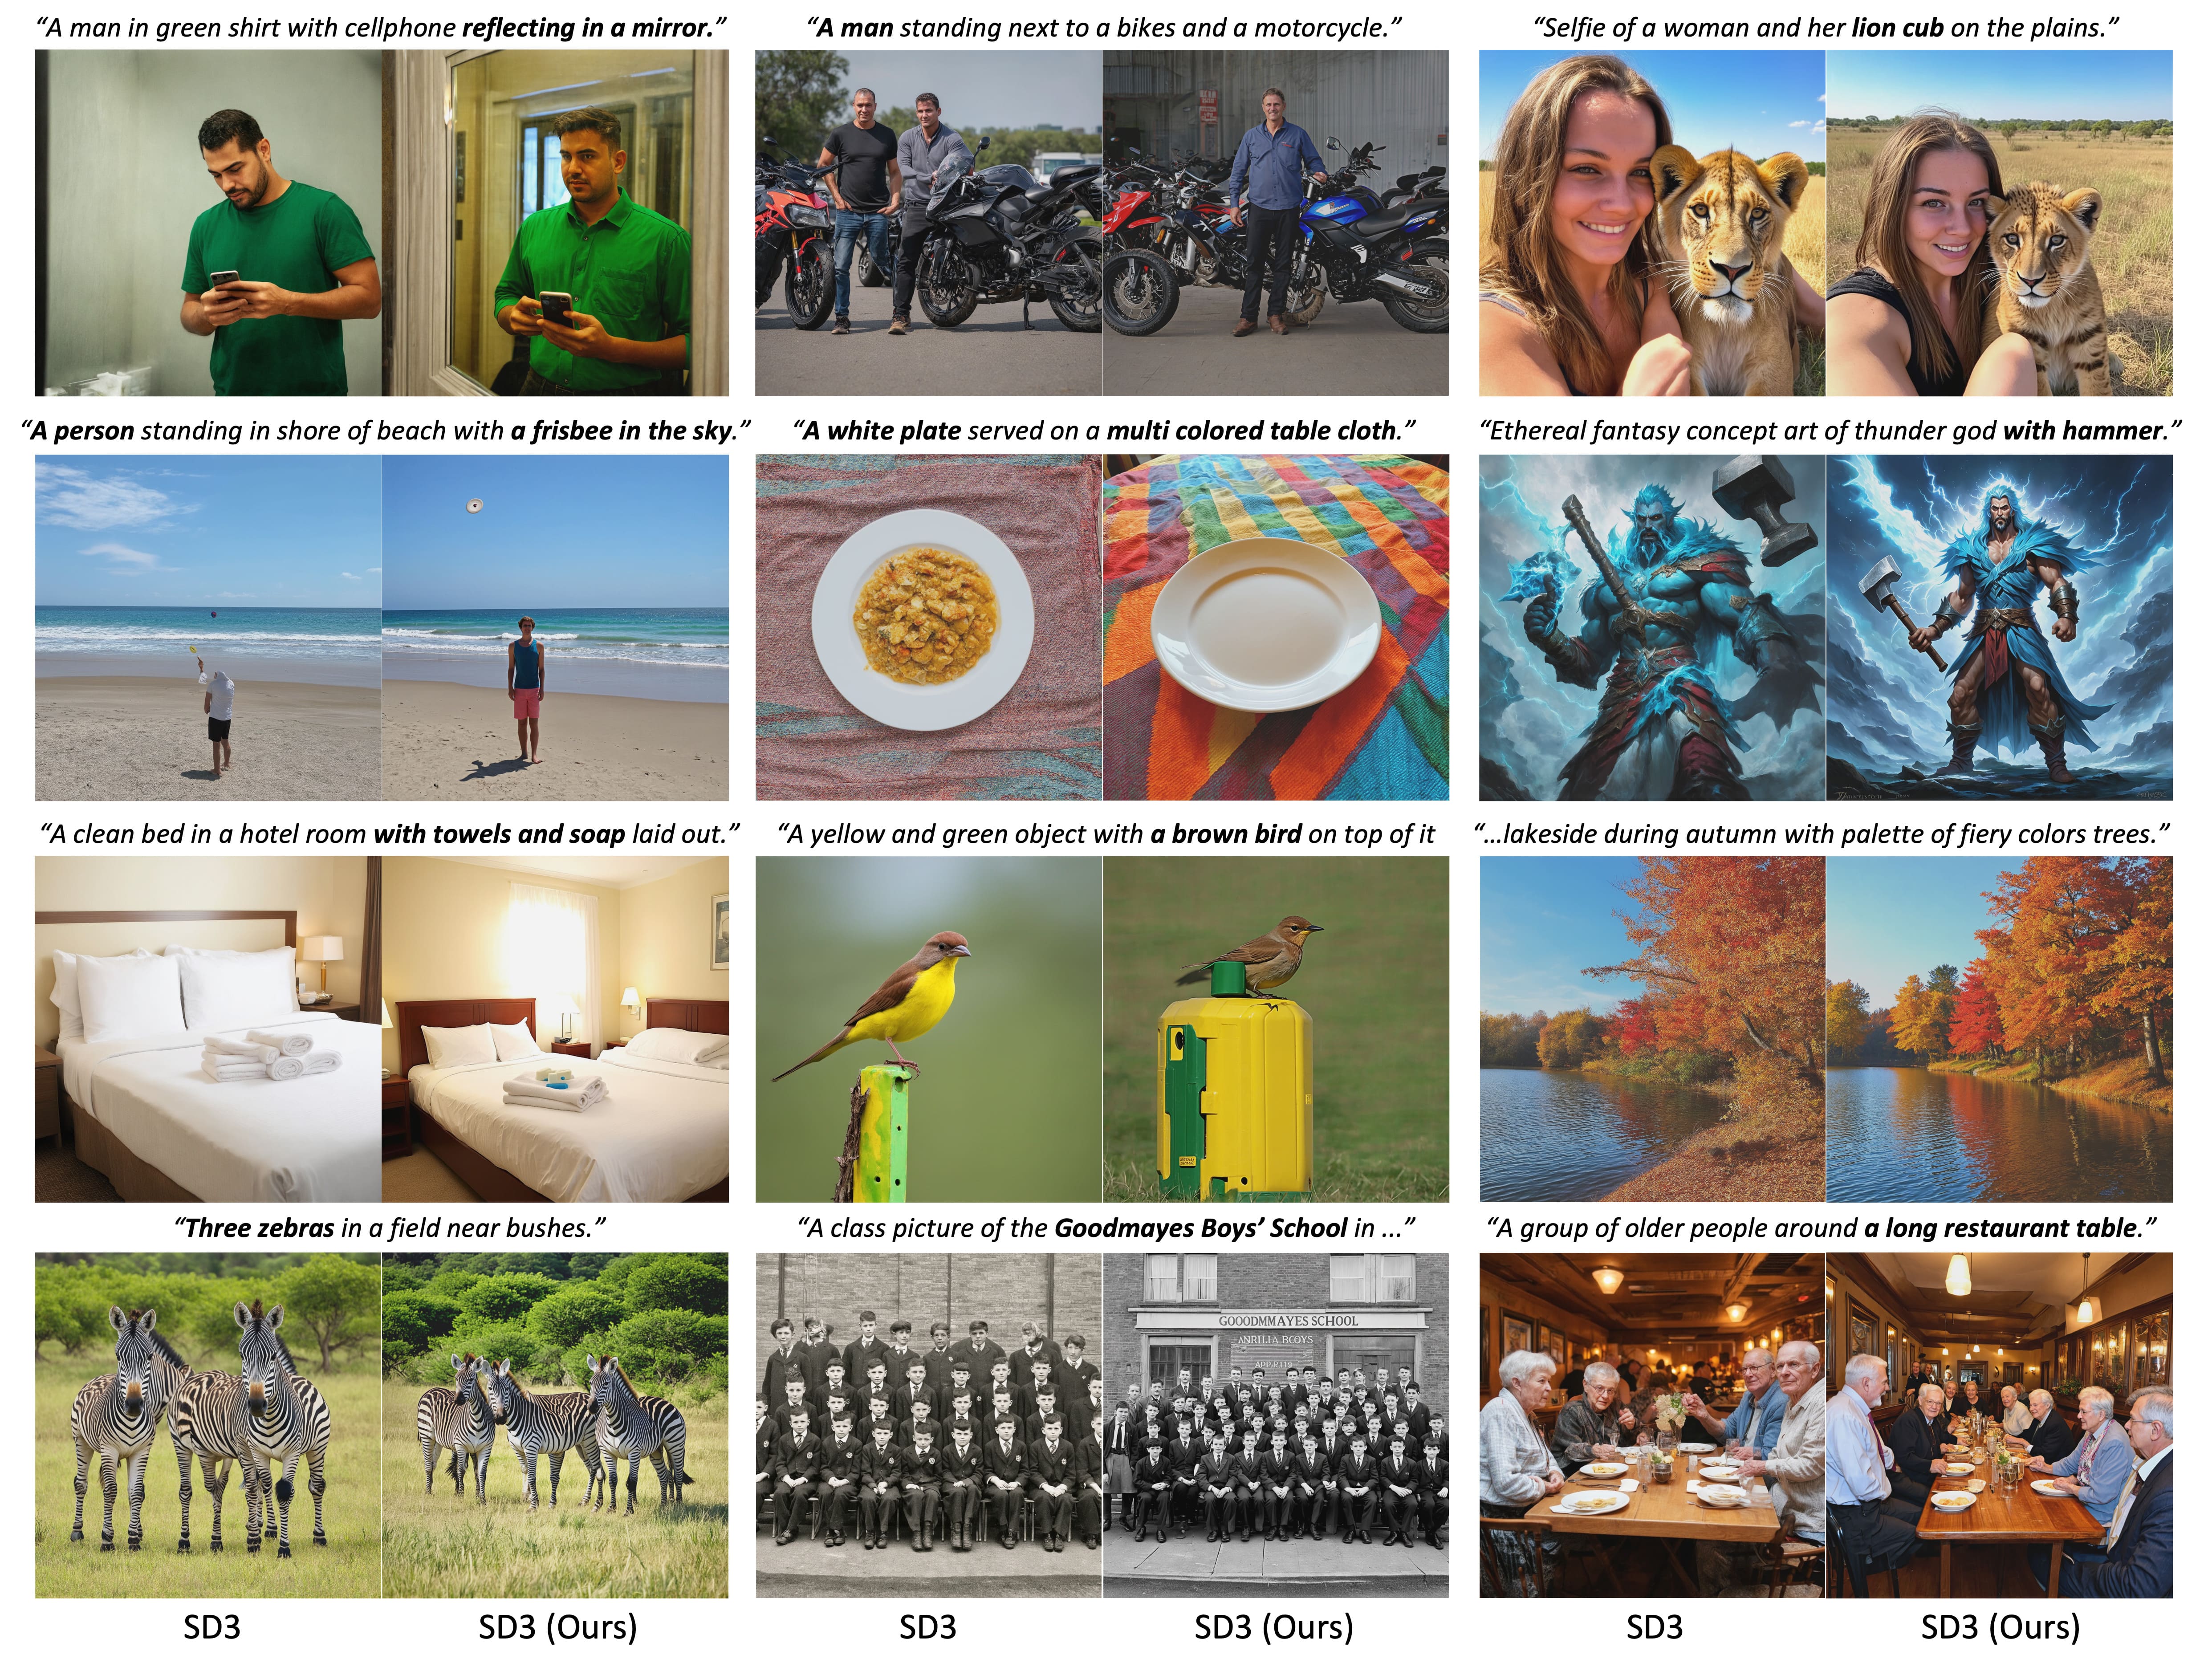 “A man in green shirt with cellphone reflecting in a mirror.”
“A man standing next to a bikes and a motorcycle.”
“Selfie of a woman and her lion cub on the plains.”
“A person standing in shore of beach with a frisbee in the sky.”
“A white plate served on a multi colored table cloth.”
“Ethereal fantasy concept art of thunder god with hammer.”
“A clean bed in a hotel room with towels and soap laid out.”
“A yellow and green object with a brown bird on top of it
“…lakeside during autumn with palette of fiery colors trees.”
“Three zebras in a field near bushes.”
“A class picture of the Goodmayes Boys’ School in ...”
“A group of older people around a long restaurant table.”
GOOODMMAYES SCHOOL
ANRILIA BCOYS
SD3
SD3 (Ours)
SD3
SD3 (Ours)
SD3
SD3 (Ours)